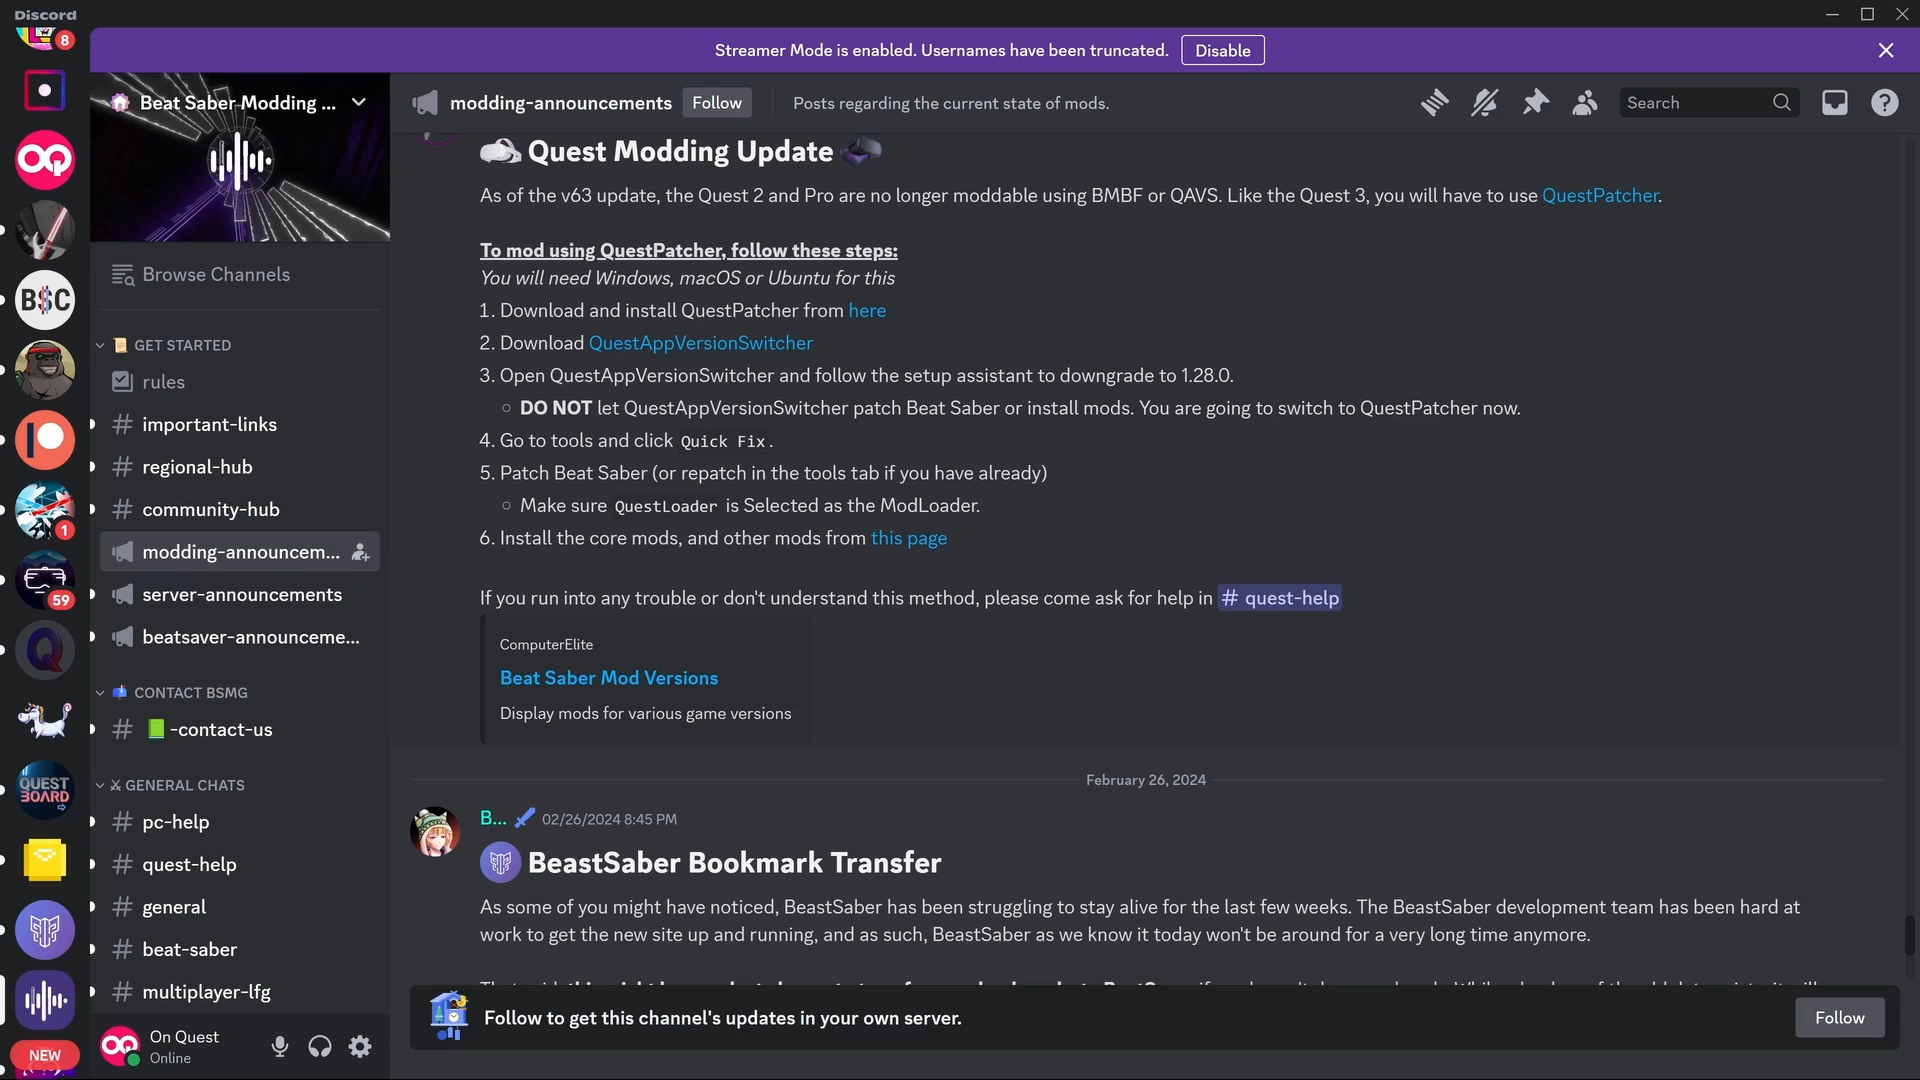 Discord
8
Streamer Mode is enabled. Usernames have been truncated.
Disable
Beat Saber Modding ...
modding-announcements
Follow
Posts regarding the current state of mods.
Search
Quest Modding Update
As of the v63 update, the Quest 2 and Pro are no longer moddable using BMBF or QAVS. Like the Quest 3, you will have to use QuestPatcher.
To mod using QuestPatcher, follow these steps:
You will need Windows, macOS or Ubuntu for this
1. Download and install QuestPatcher from here
2. Download QuestAppVersionSwitcher
3. Open QuestAppVersionSwitcher and follow the setup assistant to downgrade to 1.28.0.
◦ DO NOT let QuestAppVersionSwitcher patch Beat Saber or install mods. You are going to switch to QuestPatcher now.
4. Go to tools and click Quick Fix.
5. Patch Beat Saber (or repatch in the tools tab if you have already)
◦ Make sure QuestLoader is Selected as the ModLoader.
6. Install the core mods, and other mods from this page
If you run into any trouble or don't understand this method, please come ask for help in # quest-help
ComputerElite
Beat Saber Mod Versions
Display mods for various game versions
February 26, 2024
B... 02/26/2024 8:45 PM
BeastSaber Bookmark Transfer
As some of you might have noticed, BeastSaber has been struggling to stay alive for the last few weeks. The BeastSaber development team has been hard at
work to get the new site up and running, and as such, BeastSaber as we know it today won't be around for a very long time anymore.
Follow to get this channel's updates in your own server.
Follow
Browse Channels
GET STARTED
rules
# important-links
# regional-hub
# community-hub
modding-announcem...
server-announcements
beatsaver-announceme...
CONTACT BSMG
# -contact-us
GENERAL CHATS
# pc-help
# quest-help
# general
# beat-saber
# multiplayer-lfg
On Quest
Online
OQ
BSC
1
59
QUEST
BOARD
NEW
OQ